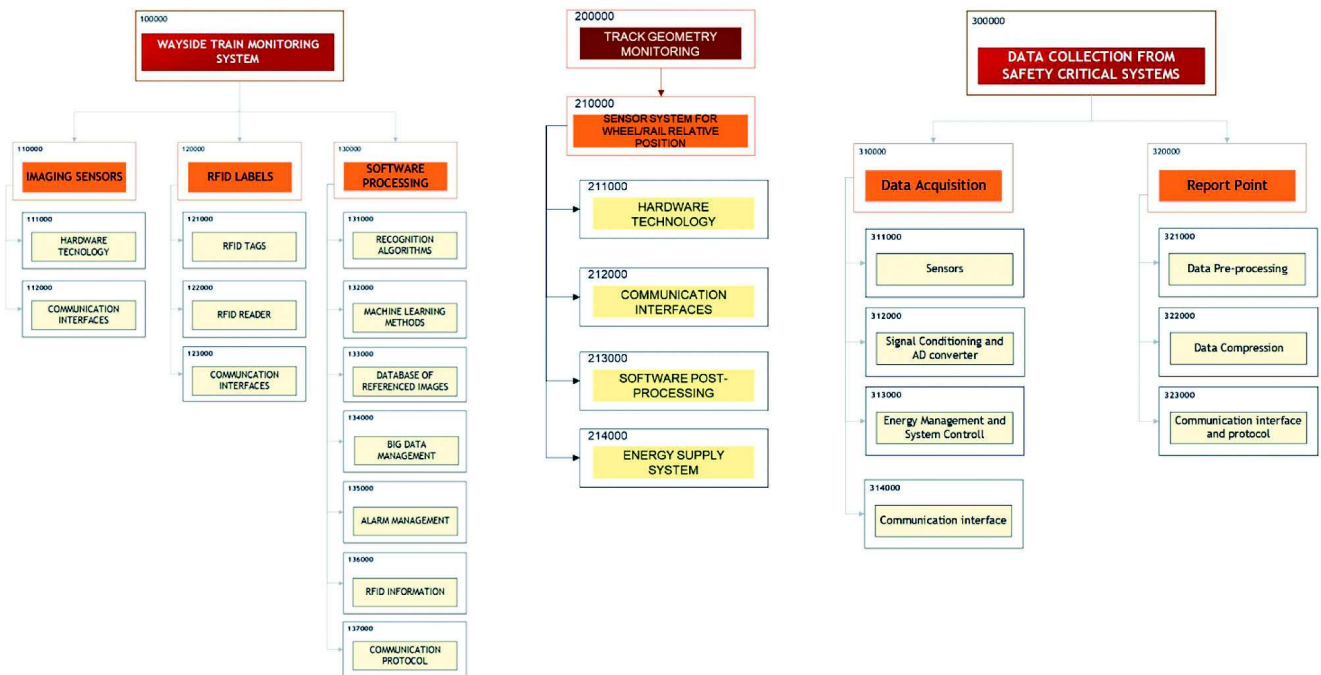 100000
WAYSIDE TRAIN MONITORING
SYSTEM
110000
IMAGING SENSORS
111000
HARDWARE
TECNOLOGY
112000
COMMUNICATION
INTERFACES
120000
RFID LABELS
121000
RFID TAGS
122000
RFID READER
123000
COMMUNCATION
INTERFACES
130000
SOFTWARE
PROCESSING
131000
RECOGNITION
ALGORITHMS
132000
MACHINE LEARNING
METHODS
133000
DATABASE OF
REFERENCED IMAGES
134000
BIG DATA
MANAGEMENT
135000
ALARM MANAGEMENT
136000
RFID INFORMATION
137000
COMMUNICATION
PROTOCOL
200000
TRACK GEOMETRY
MONITORING
210000
SENSOR SYSTEM FOR
WHEEL/RAIL RELATIVE
POSITION
211000
HARDWARE
TECHNOLOGY
212000
COMMUNICATION
INTERFACES
213000
SOFTWARE POST-
PROCESSING
214000
ENERGY SUPPLY
SYSTEM
300000
DATA COLLECTION FROM
SAFETY CRITICAL SYSTEMS
310000
Data Acquisition
311000
Sensors
312000
Signal Conditioning and
AD converter
313000
Energy Management and
System Controll
314000
Communication interface
320000
Report Point
321000
Data Pre-processing
322000
Data Compression
323000
Communication interface
and protocol